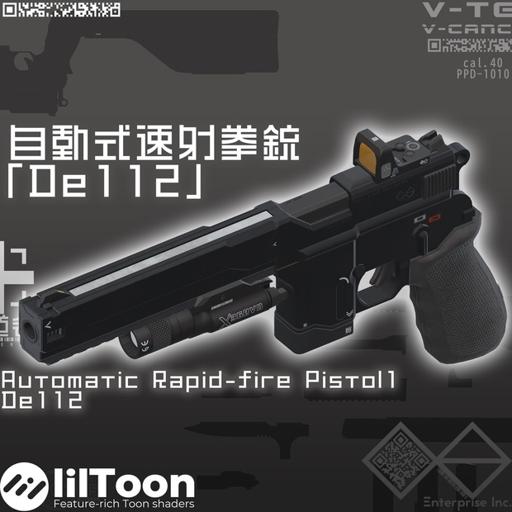 V-TE
V-CANC
cal.40
PPD-1010
自動式速射拳銃
「De112」
Automatic Rapid-fire Pistol1
De112
lilToon
Feature-rich Toon shaders
Enterprise Inc.